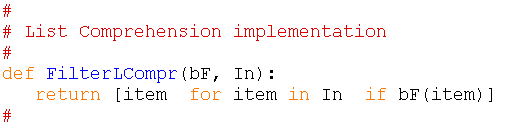 #
# List Comprehension implementation
#
def FilterLCompr(bF, In):
   return [item  for item in In  if bF(item)]
#